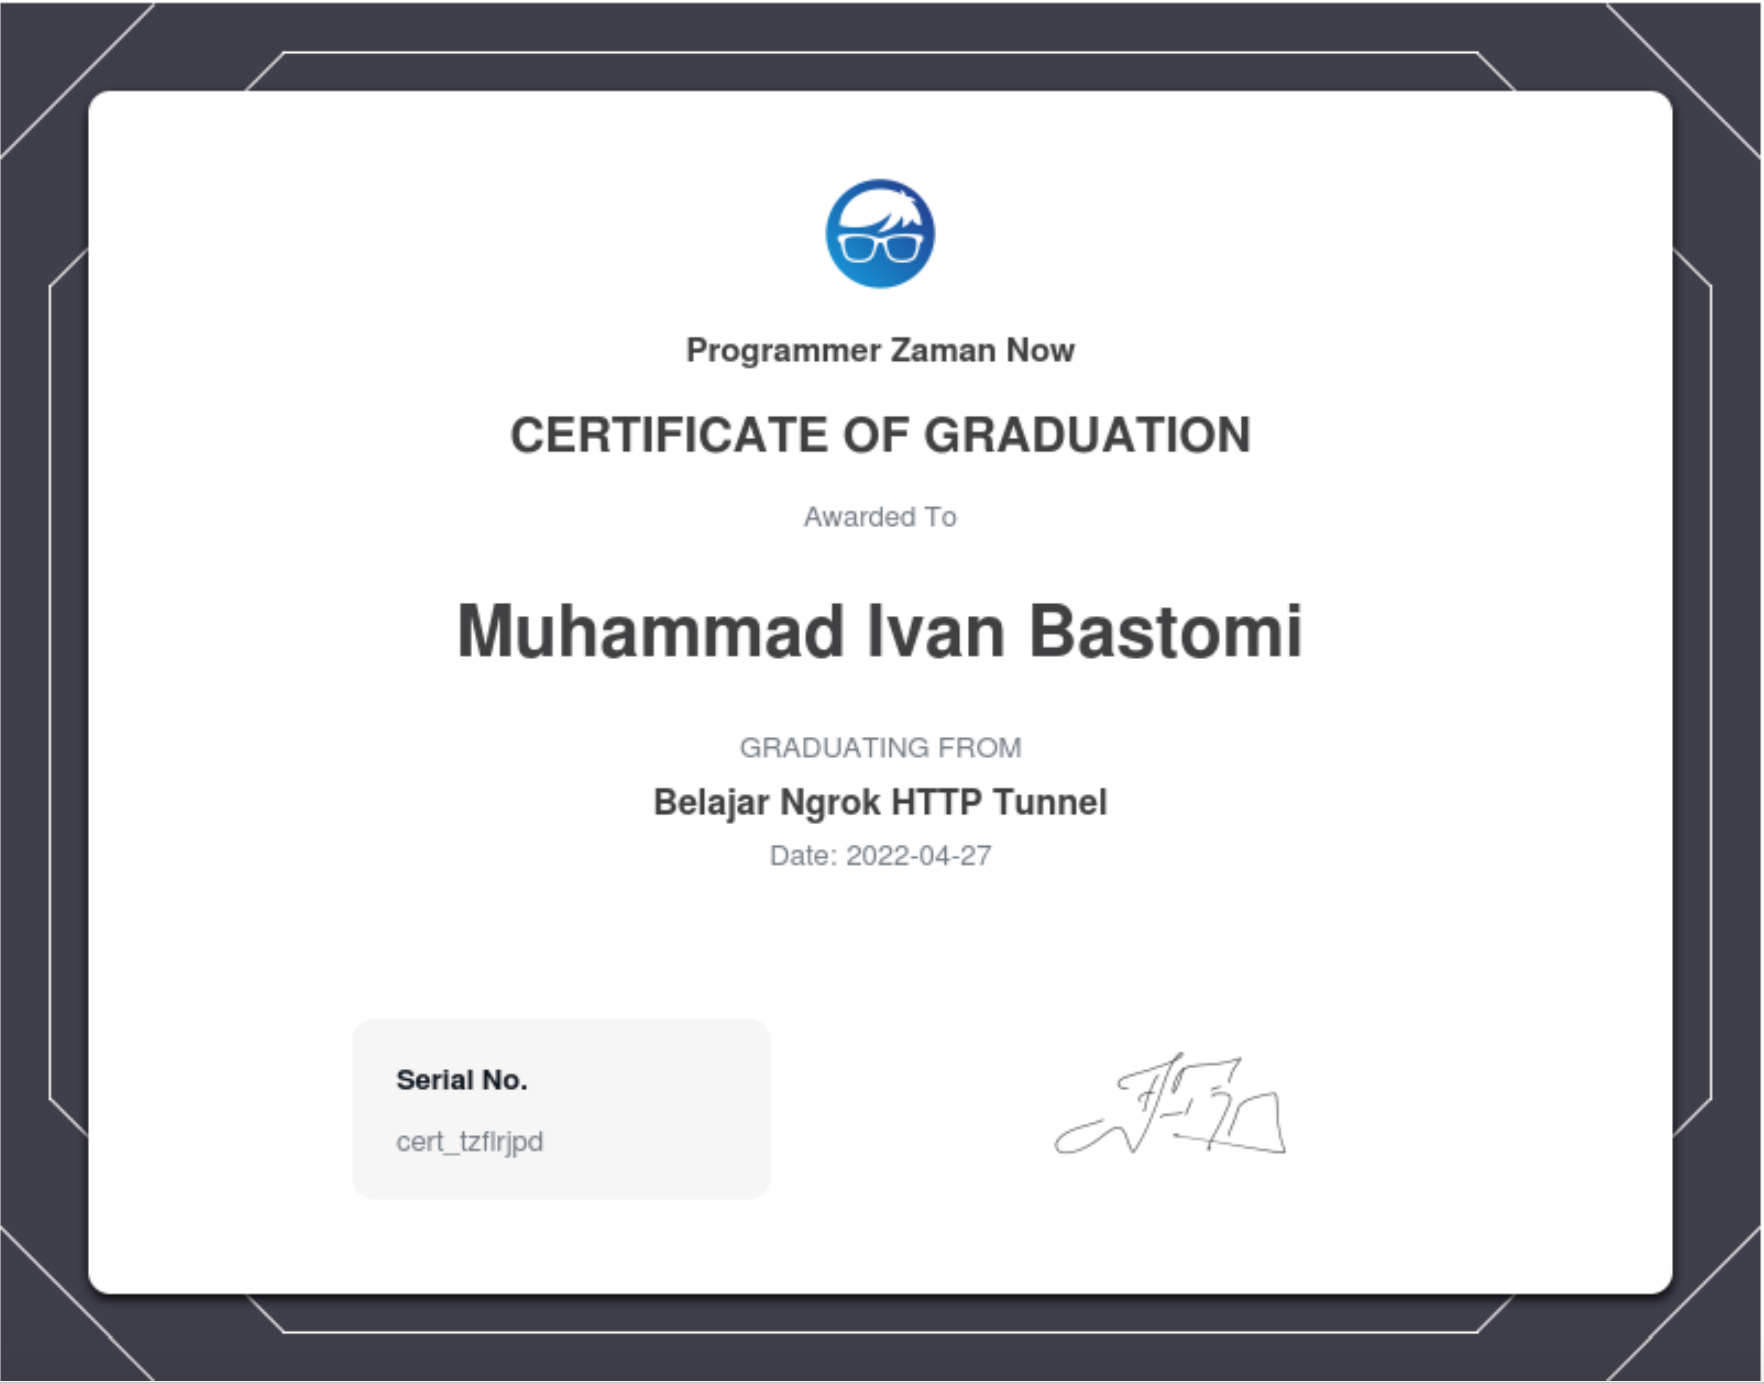 Programmer Zaman Now
CERTIFICATE OF GRADUATION
Awarded To
Muhammad Ivan Bastomi
GRADUATING FROM
Belajar Ngrok HTTP Tunnel
Date: 2022-04-27
Serial No.
cert_tzflrjpd